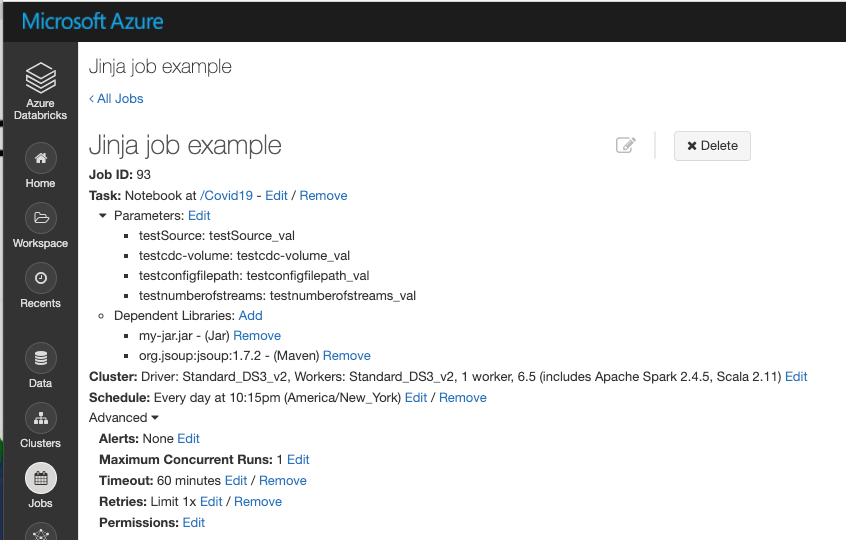 Microsoft Azure
Azure
Databricks
Home
Workspace
Recents
Data
Clusters
Jobs
Jinja job example
All Jobs
Jinja job example
Delete
Job ID: 93
Task: Notebook at /Covid19 - Edit / Remove
Parameters: Edit
testSource: testSource_val
testcdc-volume: testcdc-volume_val
testconfigfilepath: testconfigfilepath_val
testnumberofstreams: testnumberofstreams_val
Dependent Libraries: Add
my-jar.jar - (Jar) Remove
org.jsoup:jsoup:1.7.2 - (Maven) Remove
Cluster: Driver: Standard_DS3_v2, Workers: Standard_DS3_v2, 1 worker, 6.5 (includes Apache Spark 2.4.5, Scala 2.11) Edit
Schedule: Every day at 10:15pm (America/New_York) Edit / Remove
Advanced
Alerts: None Edit
Maximum Concurrent Runs: 1 Edit
Timeout: 60 minutes Edit / Remove
Retries: Limit 1x Edit / Remove
Permissions: Edit